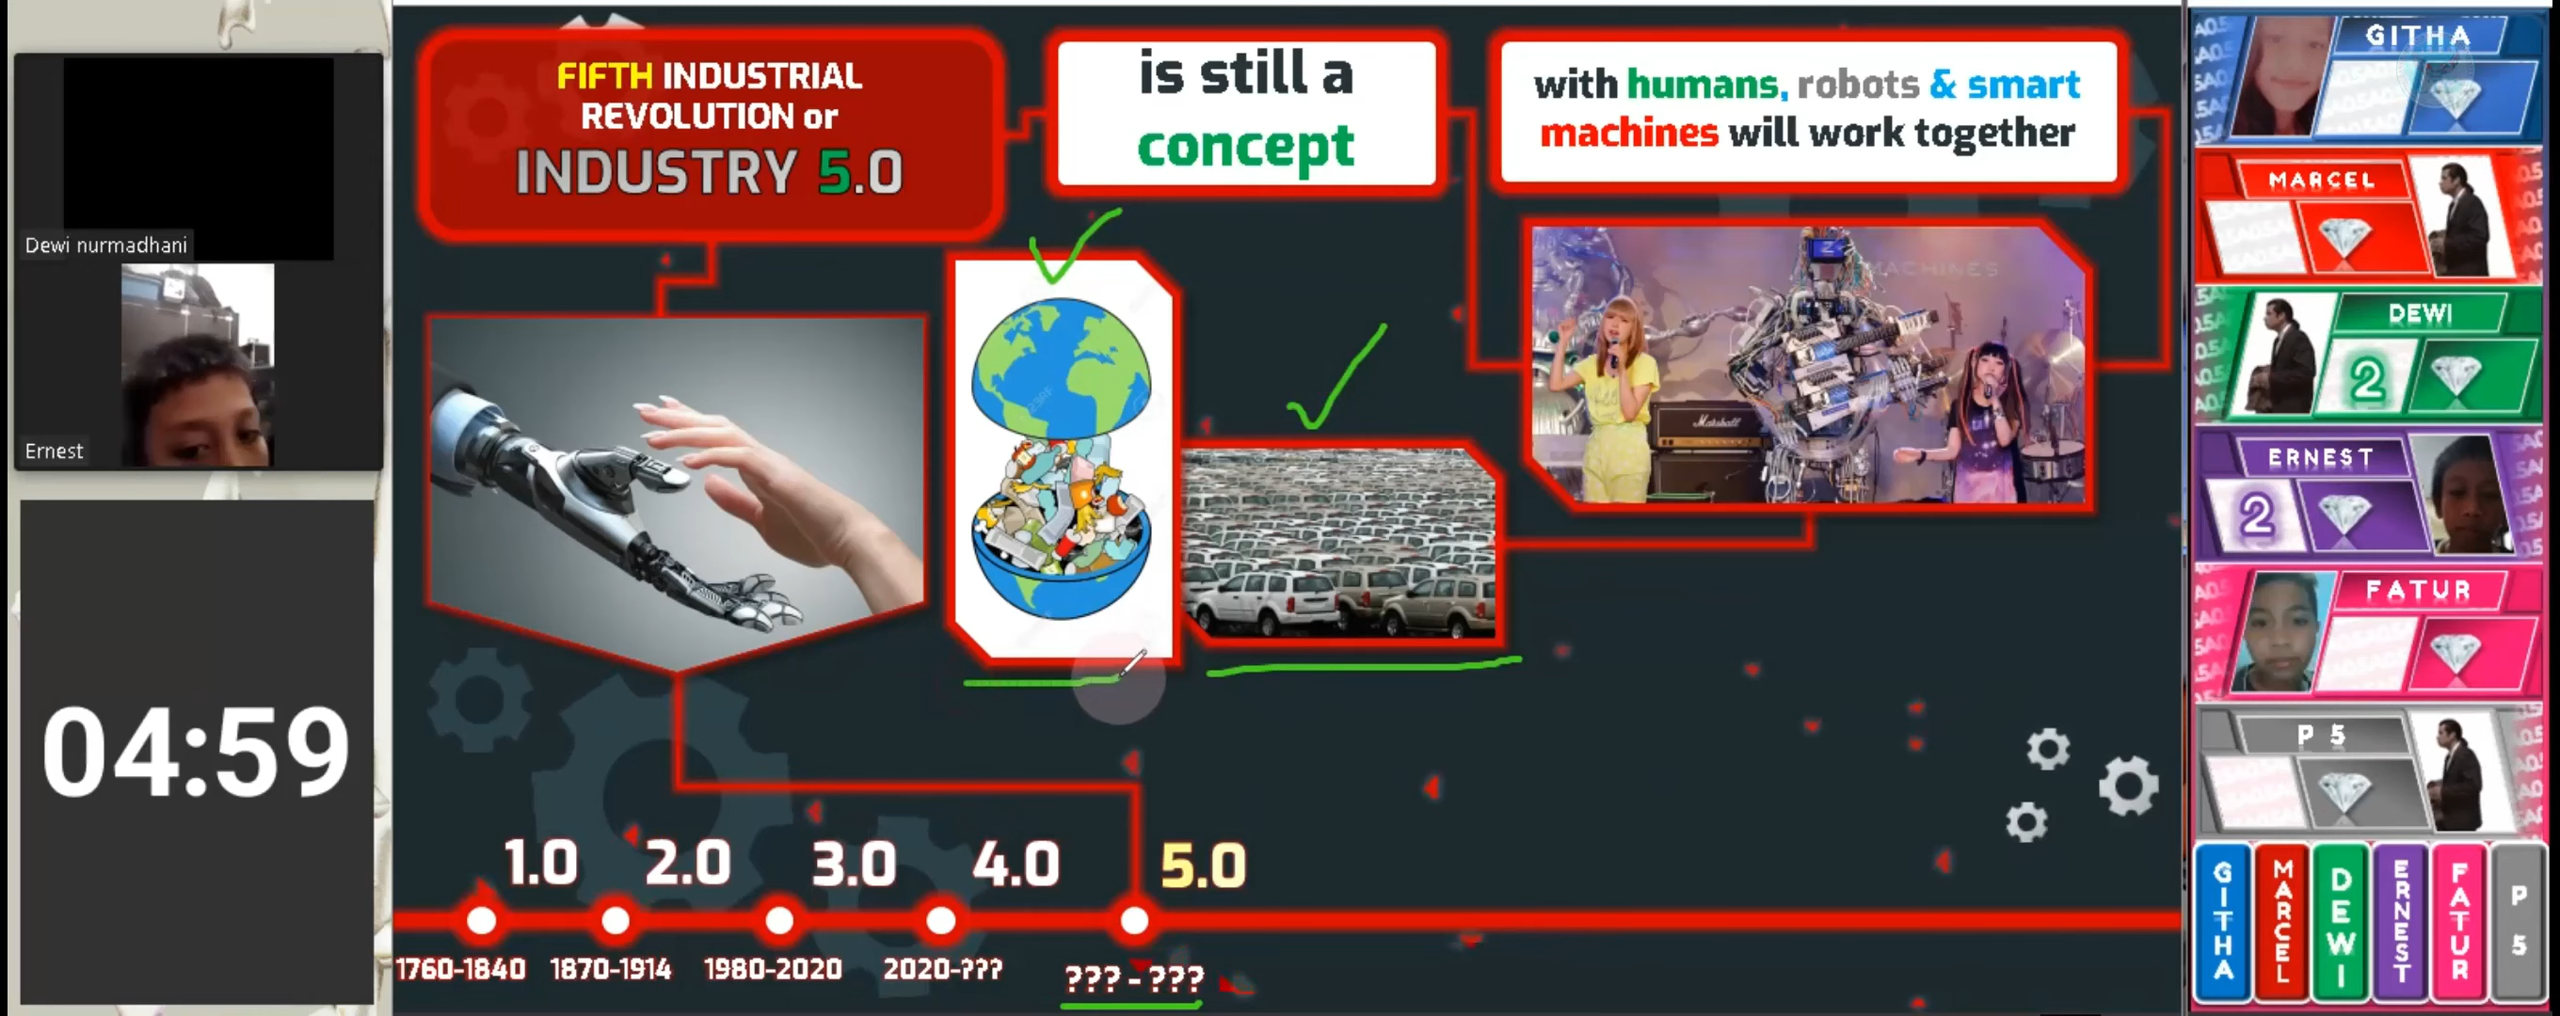 Dewi nurmadhani
Ernest
04:59
FIFTH INDUSTRIAL
REVOLUTION or
INDUSTRY 5.0
is still a
concept
with humans, robots & smart
machines will work together
MACHINES
Z
Marshall
1.0
2.0
3.0
4.0
5.0
1760-1840
1870-1914
1980-2020
2020-???
??? - ???
GITHA
MARCEL
DEWI
2
ERNEST
2
FATUR
P 5
GITHA
MARCEL
DEWI
ERNEST
FATUR
P 5